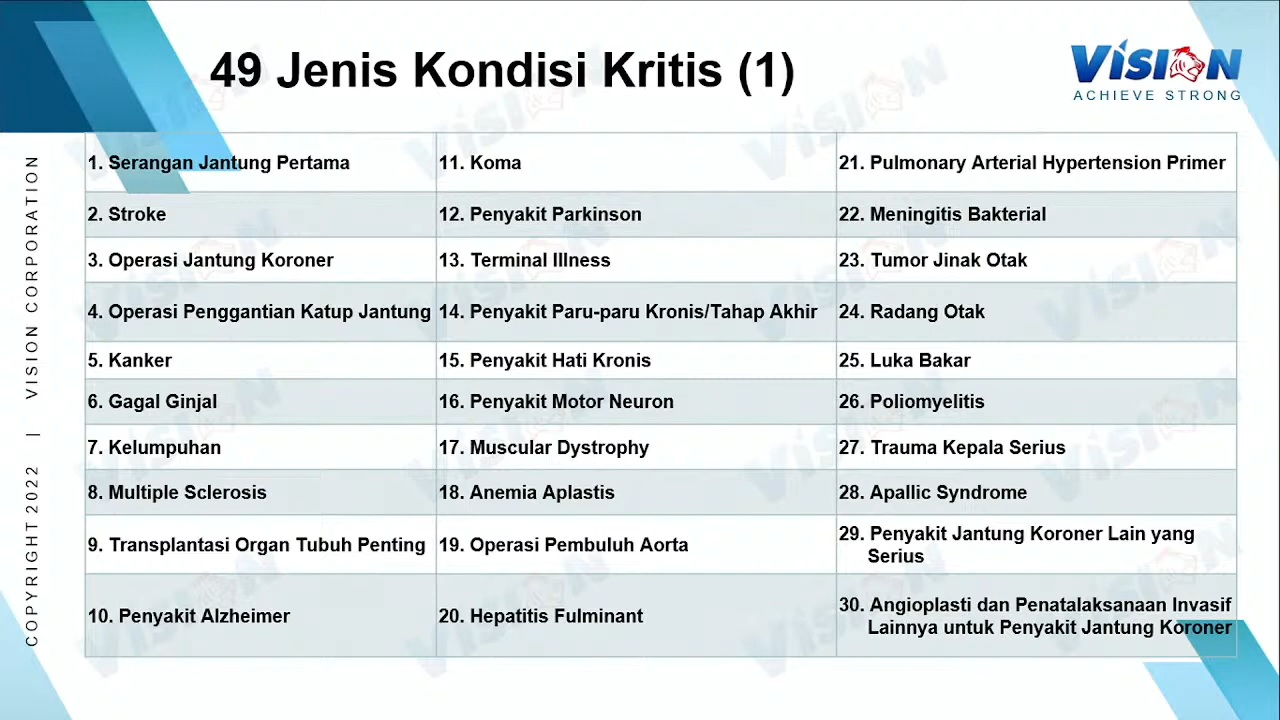 49 Jenis Kondisi Kritis (1)
VISION
ACHIEVE STRONG
COPYRIGHT 2022 | VISION CORPORATION
1. Serangan Jantung Pertama
2. Stroke
3. Operasi Jantung Koroner
4. Operasi Penggantian Katup Jantung
5. Kanker
6. Gagal Ginjal
7. Kelumpuhan
8. Multiple Sclerosis
9. Transplantasi Organ Tubuh Penting
10. Penyakit Alzheimer
11. Koma
12. Penyakit Parkinson
13. Terminal Illness
14. Penyakit Paru-paru Kronis/Tahap Akhir
15. Penyakit Hati Kronis
16. Penyakit Motor Neuron
17. Muscular Dystrophy
18. Anemia Aplastis
19. Operasi Pembuluh Aorta
20. Hepatitis Fulminant
21. Pulmonary Arterial Hypertension Primer
22. Meningitis Bakterial
23. Tumor Jinak Otak
24. Radang Otak
25. Luka Bakar
26. Poliomyelitis
27. Trauma Kepala Serius
28. Apallic Syndrome
29. Penyakit Jantung Koroner Lain yang
Serius
30. Angioplasti dan Penatalaksanaan Invasif
Lainnya untuk Penyakit Jantung Koroner